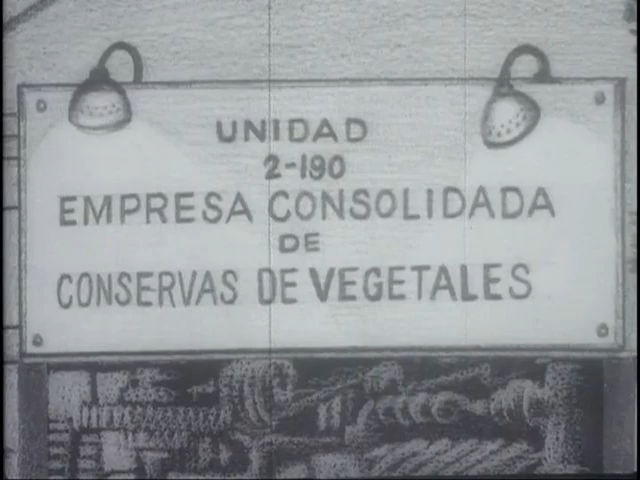 UNIDAD
2-190
EMPRESA CONSOLIDADA
DE
CONSERVAS DE VEGETALES